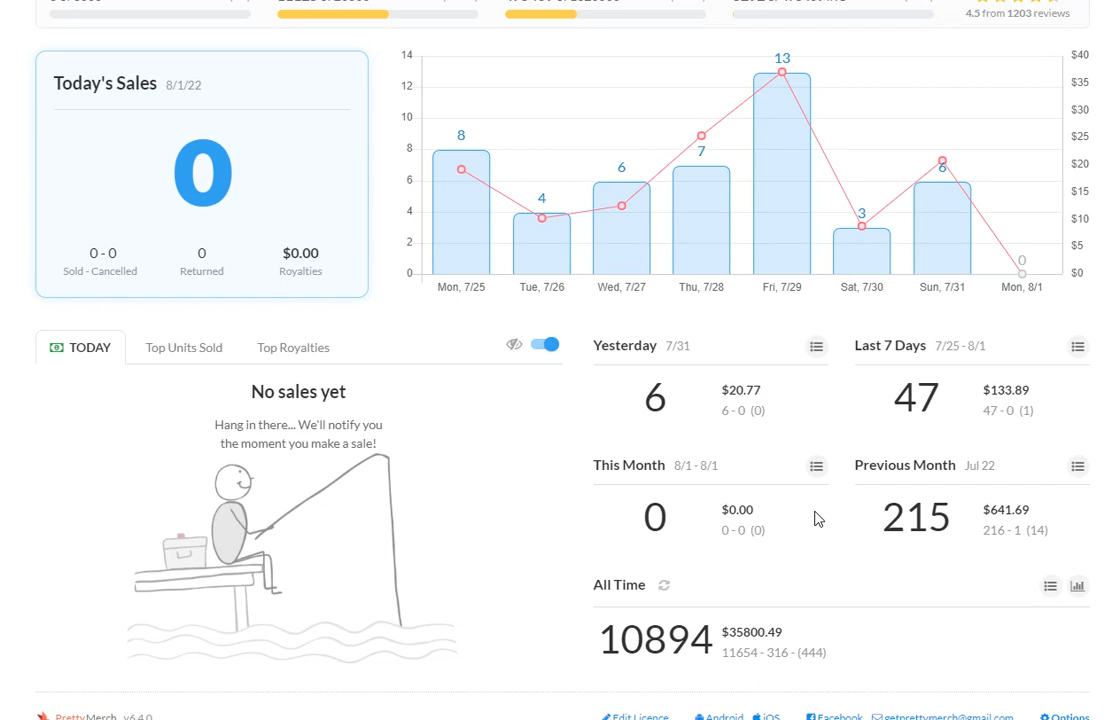 4.5 from 1203 reviews
Today's Sales 8/1/22
0
0 - 0 0 $0.00
Sold - Cancelled Returned Royalties
14
12
10
8
6
4
2
0
8
4
6
7
13
3
6
0
$40
$35
$30
$25
$20
$15
$10
$5
$0
Mon, 7/25 Tue, 7/26 Wed, 7/27 Thu, 7/28 Fri, 7/29 Sat, 7/30 Sun, 7/31 Mon, 8/1
TODAY Top Units Sold Top Royalties
No sales yet
Hang in there... We'll notify you
the moment you make a sale!
Yesterday 7/31
6 $20.77
6 - 0 (0)
Last 7 Days 7/25 - 8/1
47 $133.89
47 - 0 (1)
This Month 8/1 - 8/1
0 $0.00
0 - 0 (0)
Previous Month Jul 22
215 $641.69
216 - 1 (14)
All Time
10894 $35800.49
11654 - 316 - (444)
PrettyMerch v6.4.0 Edit Licence Android iOS Facebook getprettymerch@gmail.com Options